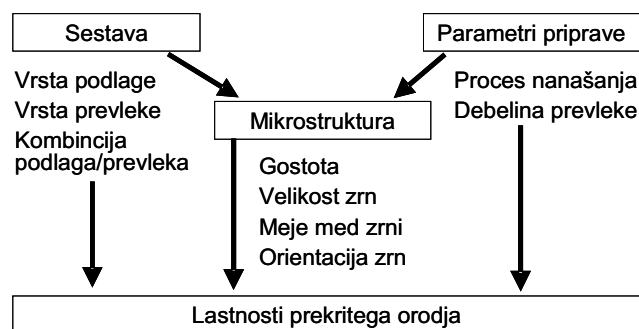 Sestava
Parametri priprave
Vrsta podlage
Vrsta prevleke
Kombincija
podlaga/prevleka
Proces nanašanja
Debelina prevleke
Mikrostruktura
Gostota
Velikost zrn
Meje med zrni
Orientacija zrn
Lastnosti prekritega orodja